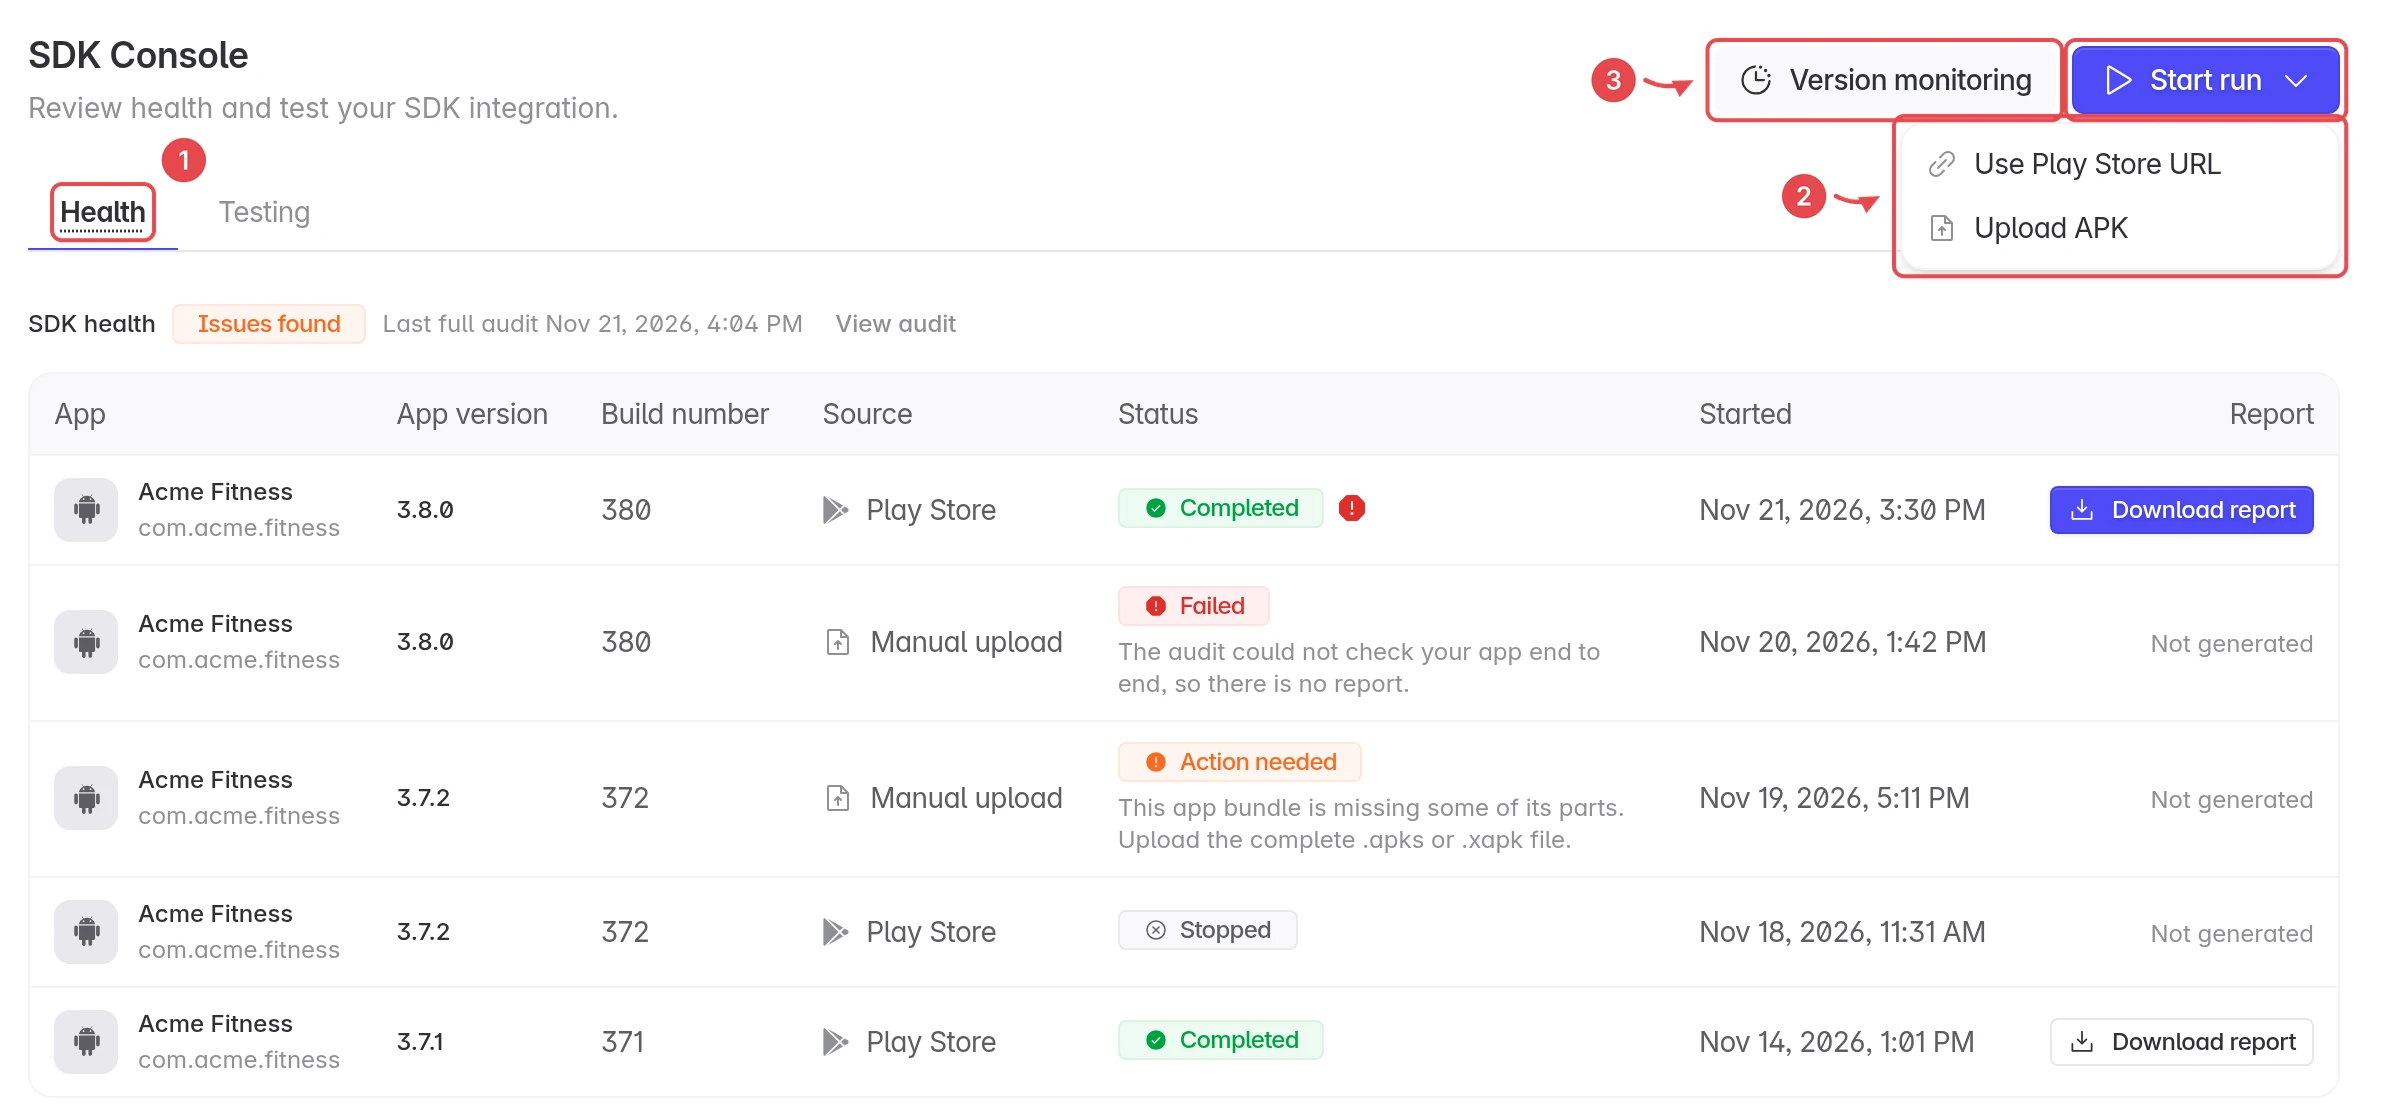 SDK Console
Review health and test your SDK integration.
3
Version monitoring
Start run
1
2
Use Play Store URL
Upload APK
Health
Testing
SDK health
Issues found
Last full audit Nov 21, 2026, 4:04 PM
View audit
App
App version
Build number
Source
Status
Started
Report
Acme Fitness
com.acme.fitness
3.8.0
380
Play Store
Completed
Nov 21, 2026, 3:30 PM
Download report
Acme Fitness
com.acme.fitness
3.8.0
380
Manual upload
Failed
The audit could not check your app end to
end, so there is no report.
Nov 20, 2026, 1:42 PM
Not generated
Acme Fitness
com.acme.fitness
3.7.2
372
Manual upload
Action needed
This app bundle is missing some of its parts.
Upload the complete .apks or .xapk file.
Nov 19, 2026, 5:11 PM
Not generated
Acme Fitness
com.acme.fitness
3.7.2
372
Play Store
Stopped
Nov 18, 2026, 11:31 AM
Not generated
Acme Fitness
com.acme.fitness
3.7.1
371
Play Store
Completed
Nov 14, 2026, 1:01 PM
Download report